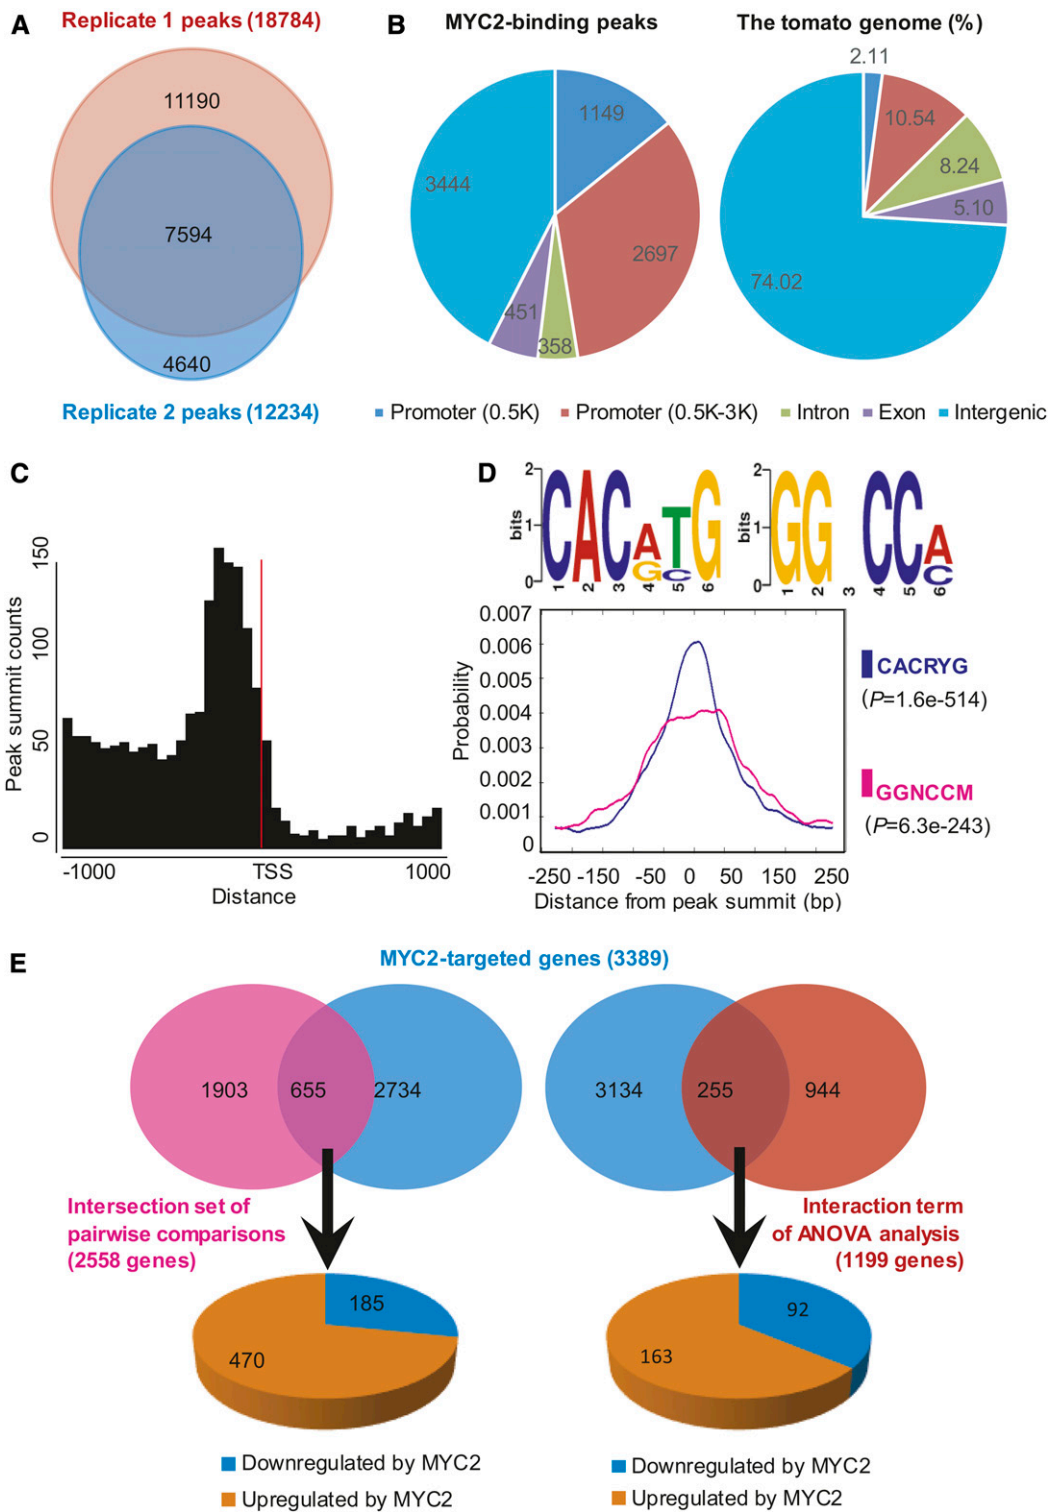 A
Replicate 1 peaks (18784)
11190
7594
4640
Replicate 2 peaks (12234)
B
MYC2-binding peaks
The tomato genome (%)
1149
2697
358
451
3444
2.11
10.54
8.24
5.10
74.02
Promoter (0.5K) Promoter (0.5K-3K) Intron Exon Intergenic
C
Peak summit counts
150
100
50
0
-1000 TSS 1000
Distance
D
bits
2
1
0
CACATG
GC
1 2 3 4 5 6
bits
2
1
0
GG CCA
C
1 2 3 4 5 6
Probability
0.007
0.006
0.005
0.004
0.003
0.002
0.001
0
-250 -150 -50 0 50 150 250
Distance from peak summit (bp)
CACRYG
(P=1.6e-514)
GGNCCM
(P=6.3e-243)
E
MYC2-targeted genes (3389)
1903 655 2734
3134 255 944
Intersection set of
pairwise comparisons
(2558 genes)
Interaction term
of ANOVA analysis
(1199 genes)
185
470
92
163
Downregulated by MYC2
Upregulated by MYC2
Downregulated by MYC2
Upregulated by MYC2